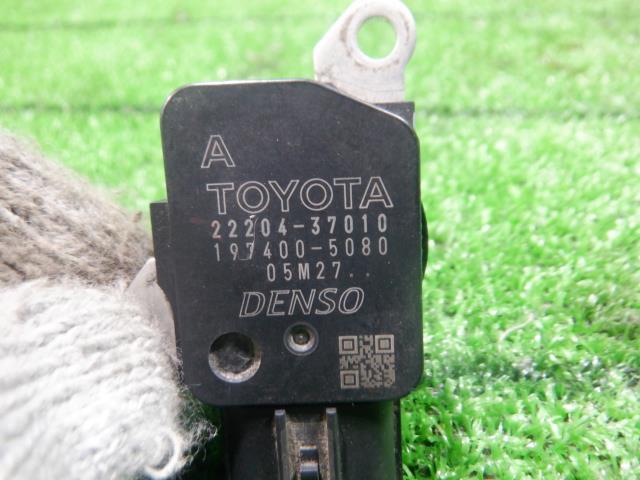 A
TOYOTA
22204-37010
197400-5080
05M27..
DENSO